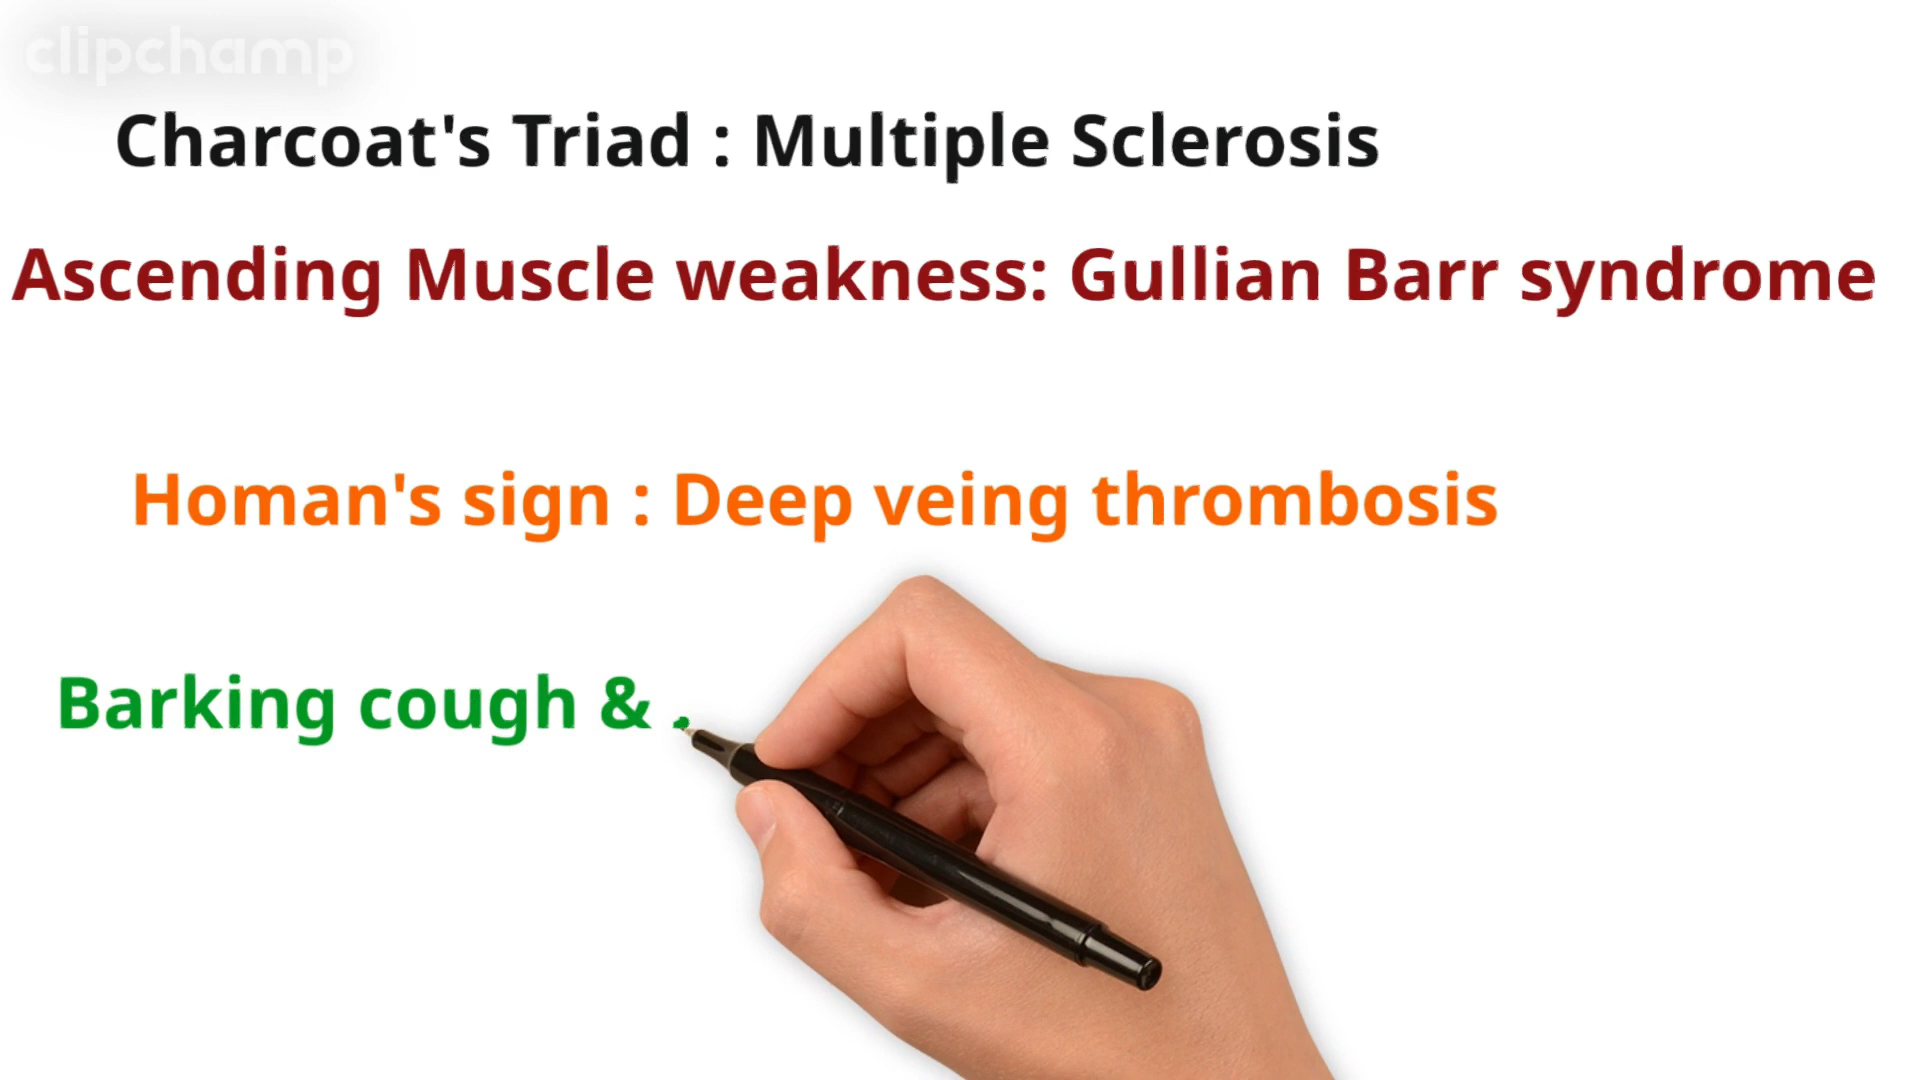 clipchamp
Charcoat's Triad : Multiple Sclerosis
Ascending Muscle weakness: Gullian Barr syndrome
Homan's sign : Deep veing thrombosis
Barking cough &